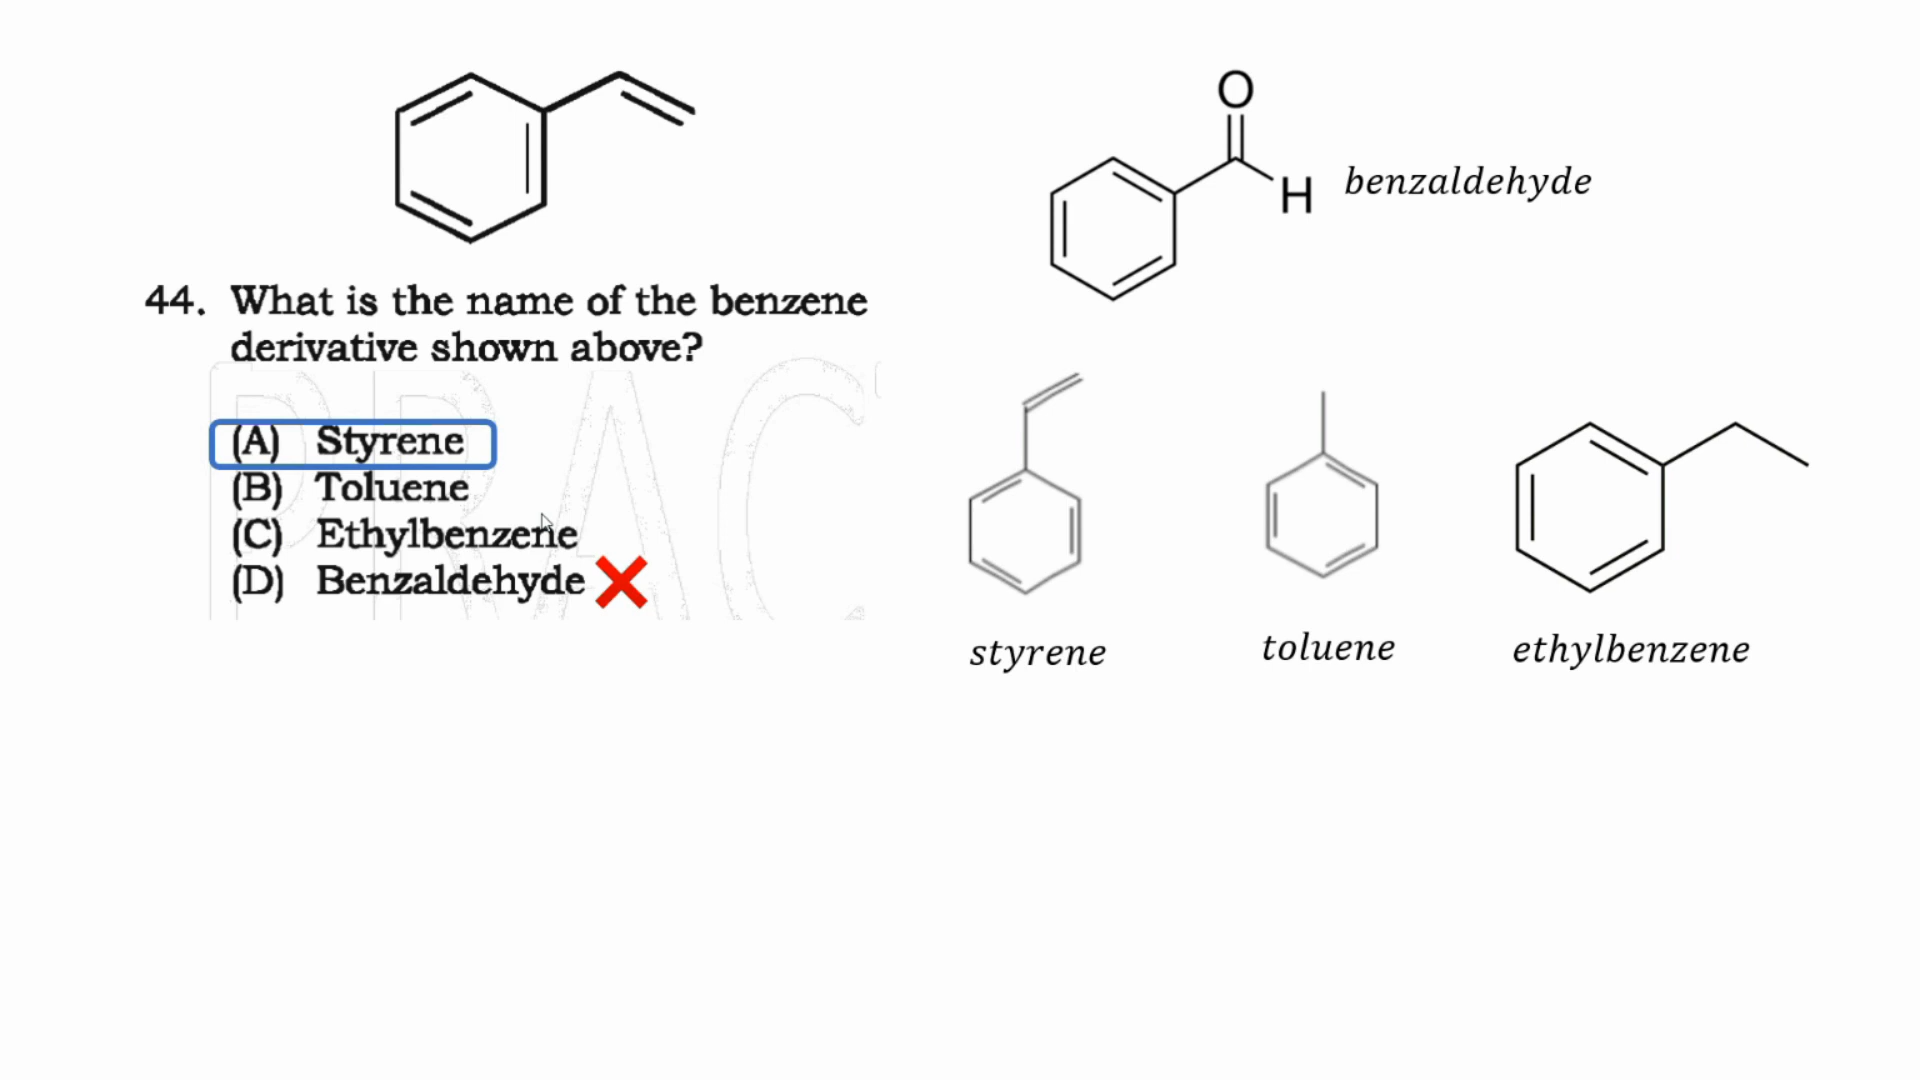 44. What is the name of the benzene
derivative shown above?
(A) Styrene
(B) Toluene
(C) Ethylbenzene
(D) Benzaldehyde
PRAC
O
H
benzaldehyde
styrene
toluene
ethylbenzene